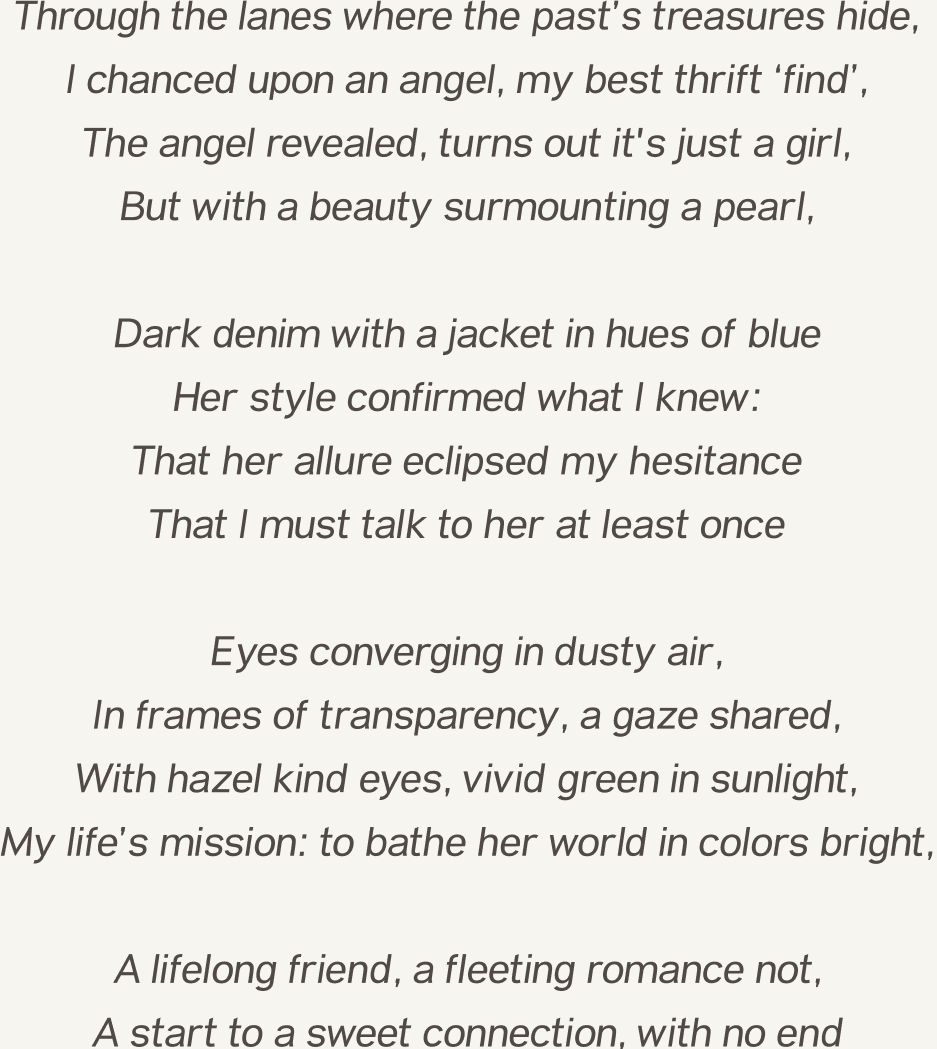 Through the lanes where the past’s treasures hide,
I chanced upon an angel, my best thrift ‘find’,
The angel revealed, turns out it's just a girl,
But with a beauty surmounting a pearl,
Dark denim with a jacket in hues of blue
Her style confirmed what I knew:
That her allure eclipsed my hesitance
That I must talk to her at least once
Eyes converging in dusty air,
In frames of transparency, a gaze shared,
With hazel kind eyes, vivid green in sunlight,
My life’s mission: to bathe her world in colors bright,
A lifelong friend, a fleeting romance not,
A start to a sweet connection, with no end